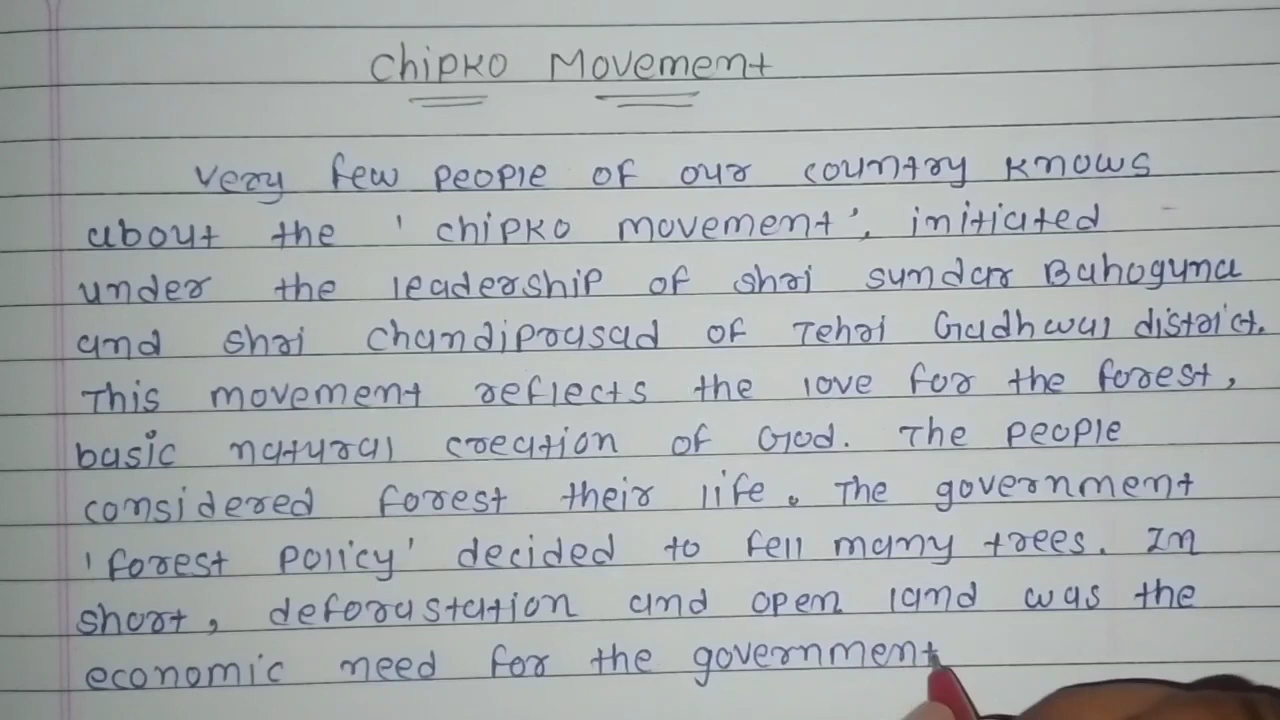 Chipko Movement
Very few people of our country knows
about the 'chipko movement', initiated
under the leadership of shri sundar Bahoguna
and shri Chandiprasad of Tehri Gadhwal district.
This movement reflects the love for the forest,
basic natural creation of God. The people
considered forest their life. The government
'forest policy' decided to fell many trees. In
short, deforastation and open land was the
economic need for the government